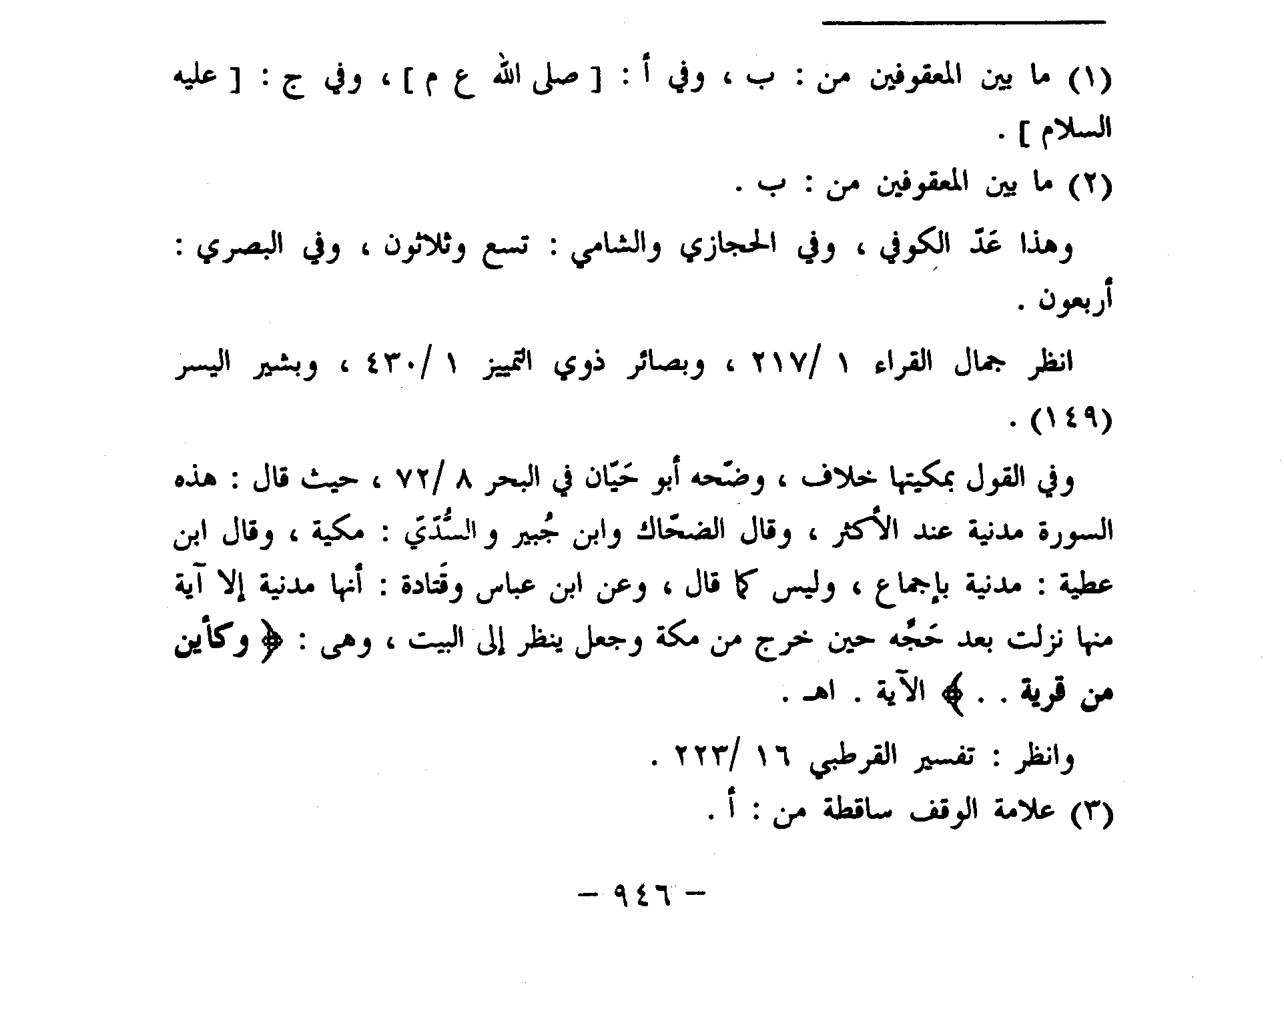 (١) ما بين المعقوفين من : ب ، وفي أ : [ صلى الله ع م ] ، وفي ج : [ عليه
السلام ] .
(٢) ما بين المعقوفين من : ب .
وهذا عَدّ الكوفي ، وفي الحجازي والشامي : تسع وثلاثون ، وفي البصري :
أربعون .
انظر جمال القراء ١ /٢١٧ ، وبصائر ذوي التمييز ١ /٤٣٠ ، وبشير اليسر
(١٤٩) .
وفي القول بمكيتها خلاف ، وضّحه أبو حَيّان في البحر ٨ /٧٢ ، حيث قال : هذه
السورة مدنية عند الأكثر ، وقال الضحّاك وابن جُبير و السُّدّيّ : مكية ، وقال ابن
عطية : مدنية بإجماع ، وليس كما قال ، وعن ابن عباس وقَتادة : أنها مدنية إلا آية
منها نزلت بعد حَجِّه حين خرج من مكة وجعل ينظر إلى البيت ، وهى : ﴿ وكأين
من قرية . . ﴾ الآية . اهـ .
وانظر : تفسير القرطبي ١٦ /٢٢٣ .
(٣) علامة الوقف ساقطة من : أ .
– ٩٤٦ –